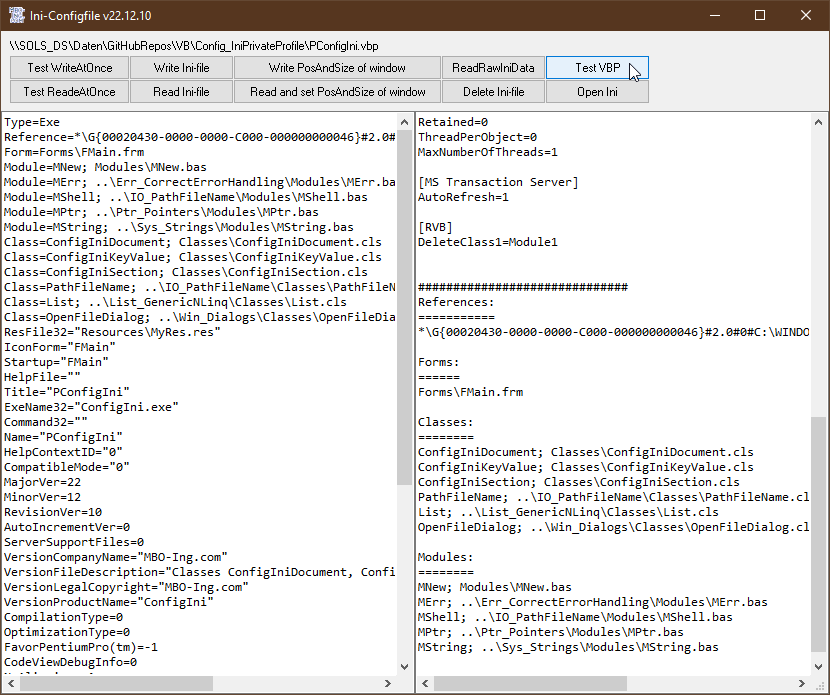 Ini-Configfile v22.12.10
\\SOLS_DS\Daten\GitHubRepos\VB\Config_IniPrivateProfile\PConfigIni.vbp
Test WriteAtOnce
Write Ini-file
Write PosAndSize of window
ReadRawIniData
Test VBP
Test ReadeAtOnce
Read Ini-file
Read and set PosAndSize of window
Delete Ini-file
Open Ini
Type=Exe
Reference=*\G{00020430-0000-0000-C000-000000000046}#2.0#
Form=Forms\FMain.frm
Module=MNew; Modules\MNew.bas
Module=MErr; ..\Err_CorrectErrorHandling\Modules\MErr.ba
Module=MShell; ..\IO_PathFileName\Modules\MShell.bas
Module=MPtr; ..\Ptr_Pointers\Modules\MPtr.bas
Module=MString; ..\Sys_Strings\Modules\MString.bas
Class=ConfigIniDocument; Classes\ConfigIniDocument.cls
Class=ConfigIniKeyValue; Classes\ConfigIniKeyValue.cls
Class=ConfigIniSection; Classes\ConfigIniSection.cls
Class=PathFileName; ..\IO_PathFileName\Classes\PathFileN
Class=List; ..\List_GenericNLinq\Classes\List.cls
Class=OpenFileDialog; ..\Win_Dialogs\Classes\OpenFileDia
ResFile32="Resources\MyRes.res"
IconForm="FMain"
Startup="FMain"
HelpFile=""
Title="PConfigIni"
ExeName32="ConfigIni.exe"
Command32=""
Name="PConfigIni"
HelpContextID="0"
CompatibleMode="0"
MajorVer=22
MinorVer=12
RevisionVer=10
AutoIncrementVer=0
ServerSupportFiles=0
VersionCompanyName="MBO-Ing.com"
VersionFileDescription="Classes ConfigIniDocument, Confi
VersionLegalCopyright="MBO-Ing.com"
VersionProductName="ConfigIni"
CompilationType=0
OptimizationType=0
FavorPentiumPro(tm)=-1
CodeViewDebugInfo=0
Retained=0
ThreadPerObject=0
MaxNumberOfThreads=1
[MS Transaction Server]
AutoRefresh=1
[RVB]
DeleteClass1=Module1
##############################
References:
===========
*\G{00020430-0000-0000-C000-000000000046}#2.0#0#C:\WINDO
Forms:
======
Forms\FMain.frm
Classes:
========
ConfigIniDocument; Classes\ConfigIniDocument.cls
ConfigIniKeyValue; Classes\ConfigIniKeyValue.cls
ConfigIniSection; Classes\ConfigIniSection.cls
PathFileName; ..\IO_PathFileName\Classes\PathFileName.cl
List; ..\List_GenericNLinq\Classes\List.cls
OpenFileDialog; ..\Win_Dialogs\Classes\OpenFileDialog.cl
Modules:
========
MNew; Modules\MNew.bas
MErr; ..\Err_CorrectErrorHandling\Modules\MErr.bas
MShell; ..\IO_PathFileName\Modules\MShell.bas
MPtr; ..\Ptr_Pointers\Modules\MPtr.bas
MString; ..\Sys_Strings\Modules\MString.bas